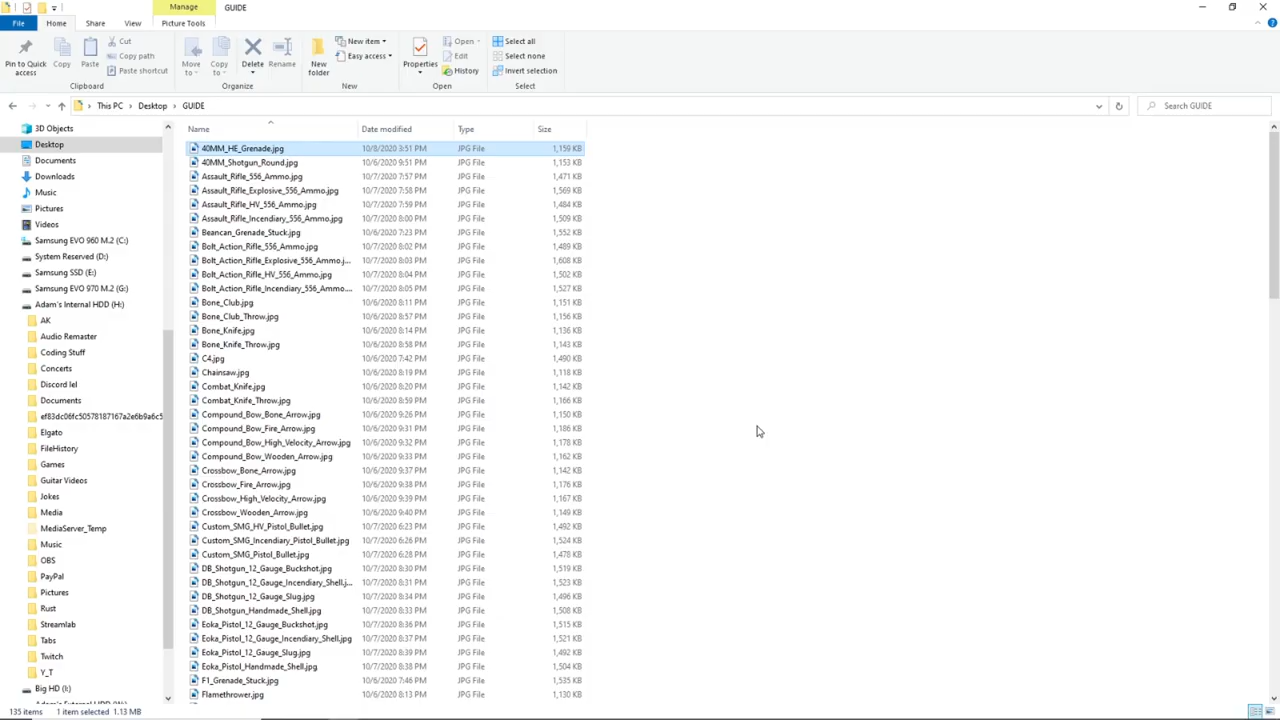 Manage
GUIDE
File
Home
Share
View
Picture Tools
Pin to Quick access
Copy
Paste
Cut
Copy path
Paste shortcut
Clipboard
Move to
Copy to
Delete
Rename
Organize
New folder
New item
Easy access
New
Properties
Open
Edit
History
Open
Select all
Select none
Invert selection
Select
This PC > Desktop > GUIDE
Search GUIDE
3D Objects
Desktop
Documents
Downloads
Music
Pictures
Videos
Samsung EVO 960 M.2 (C:)
System Reserved (D:)
Samsung SSD (E:)
Samsung EVO 970 M.2 (G:)
Adam's Internal HDD (H:)
AK
Audio Remaster
Coding Stuff
Concerts
Discord lel
Documents
Elgato
FileHistory
Games
Guitar Videos
Jokes
Media
MediaServer_Temp
Music
OBS
PayPal
Pictures
Rust
Streamlab
Tabs
Twitch
Y_T
Big HD (I:)
Name Date modified Type Size
40MM_HE_Grenade.jpg 10/8/2020 3:51 PM JPG File 1,159 KB
40MM_Shotgun_Round.jpg 10/6/2020 9:51 PM JPG File 1,153 KB
Assault_Rifle_556_Ammo.jpg 10/7/2020 7:57 PM JPG File 1,471 KB
Assault_Rifle_Explosive_556_Ammo.jpg 10/7/2020 7:58 PM JPG File 1,569 KB
Assault_Rifle_HV_556_Ammo.jpg 10/7/2020 7:59 PM JPG File 1,484 KB
Assault_Rifle_Incendiary_556_Ammo.jpg 10/7/2020 8:00 PM JPG File 1,509 KB
Beancan_Grenade_Stuck.jpg 10/6/2020 7:23 PM JPG File 1,552 KB
Bolt_Action_Rifle_556_Ammo.jpg 10/7/2020 8:02 PM JPG File 1,489 KB
Bolt_Action_Rifle_Explosive_556_Ammo.j... 10/7/2020 8:03 PM JPG File 1,608 KB
Bolt_Action_Rifle_HV_556_Ammo.jpg 10/7/2020 8:04 PM JPG File 1,502 KB
Bolt_Action_Rifle_Incendiary_556_Ammo.... 10/7/2020 8:05 PM JPG File 1,527 KB
Bone_Club.jpg 10/6/2020 8:11 PM JPG File 1,151 KB
Bone_Club_Throw.jpg 10/6/2020 8:57 PM JPG File 1,156 KB
Bone_Knife.jpg 10/6/2020 8:14 PM JPG File 1,136 KB
Bone_Knife_Throw.jpg 10/6/2020 8:58 PM JPG File 1,143 KB
C4.jpg 10/6/2020 7:42 PM JPG File 1,490 KB
Chainsaw.jpg 10/6/2020 8:19 PM JPG File 1,118 KB
Combat_Knife.jpg 10/6/2020 8:20 PM JPG File 1,142 KB
Combat_Knife_Throw.jpg 10/6/2020 8:59 PM JPG File 1,166 KB
Compound_Bow_Bone_Arrow.jpg 10/6/2020 9:26 PM JPG File 1,150 KB
Compound_Bow_Fire_Arrow.jpg 10/6/2020 9:31 PM JPG File 1,186 KB
Compound_Bow_High_Velocity_Arrow.jpg 10/6/2020 9:32 PM JPG File 1,178 KB
Compound_Bow_Wooden_Arrow.jpg 10/6/2020 9:33 PM JPG File 1,162 KB
Crossbow_Bone_Arrow.jpg 10/6/2020 9:37 PM JPG File 1,142 KB
Crossbow_Fire_Arrow.jpg 10/6/2020 9:38 PM JPG File 1,176 KB
Crossbow_High_Velocity_Arrow.jpg 10/6/2020 9:39 PM JPG File 1,167 KB
Crossbow_Wooden_Arrow.jpg 10/6/2020 9:40 PM JPG File 1,149 KB
Custom_SMG_HV_Pistol_Bullet.jpg 10/7/2020 6:23 PM JPG File 1,492 KB
Custom_SMG_Incendiary_Pistol_Bullet.jpg 10/7/2020 6:26 PM JPG File 1,524 KB
Custom_SMG_Pistol_Bullet.jpg 10/7/2020 6:28 PM JPG File 1,478 KB
DB_Shotgun_12_Gauge_Buckshot.jpg 10/7/2020 8:30 PM JPG File 1,519 KB
DB_Shotgun_12_Gauge_Incendiary_Shell.j... 10/7/2020 8:31 PM JPG File 1,523 KB
DB_Shotgun_12_Gauge_Slug.jpg 10/7/2020 8:34 PM JPG File 1,496 KB
DB_Shotgun_Handmade_Shell.jpg 10/7/2020 8:33 PM JPG File 1,508 KB
Eoka_Pistol_12_Gauge_Buckshot.jpg 10/7/2020 8:36 PM JPG File 1,515 KB
Eoka_Pistol_12_Gauge_Incendiary_Shell.jpg 10/7/2020 8:37 PM JPG File 1,521 KB
Eoka_Pistol_12_Gauge_Slug.jpg 10/7/2020 8:39 PM JPG File 1,492 KB
Eoka_Pistol_Handmade_Shell.jpg 10/7/2020 8:38 PM JPG File 1,504 KB
F1_Grenade_Stuck.jpg 10/6/2020 7:46 PM JPG File 1,535 KB
Flamethrower.jpg 10/6/2020 8:13 PM JPG File 1,130 KB
135 items 1 item selected 1.13 MB